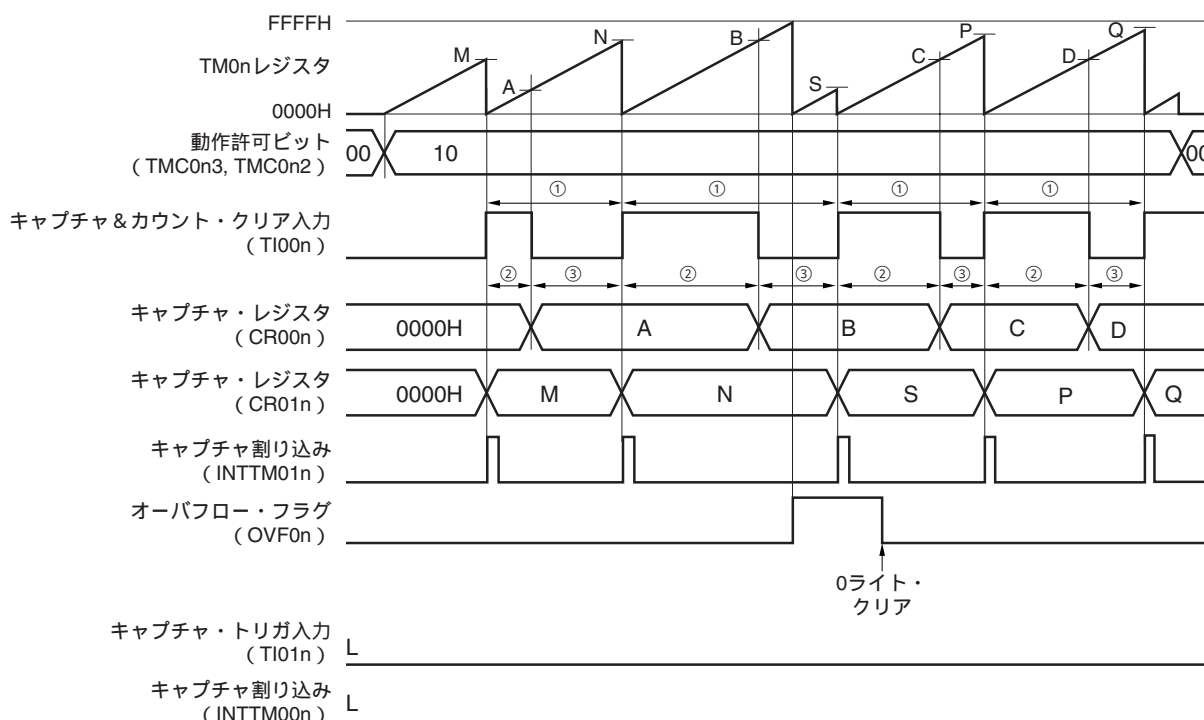 FFFFH
TM0nレジスタ
0000H
M
A
N
B
S
C
P
D
Q
動作許可ビット
( TMC0n3, TMC0n2 )
00
10
00
① ① ① ①
キャプチャ&カウント・クリア入力
( TI00n )
② ③ ② ③ ② ③ ② ③
キャプチャ・レジスタ
( CR00n )
0000H A B C D
キャプチャ・レジスタ
( CR01n )
0000H M N S P Q
キャプチャ割り込み
( INTTM01n )
オーバフロー・フラグ
( OVF0n )
0ライト・
クリア
キャプチャ・トリガ入力
( TI01n )
L
キャプチャ割り込み
( INTTM00n )
L